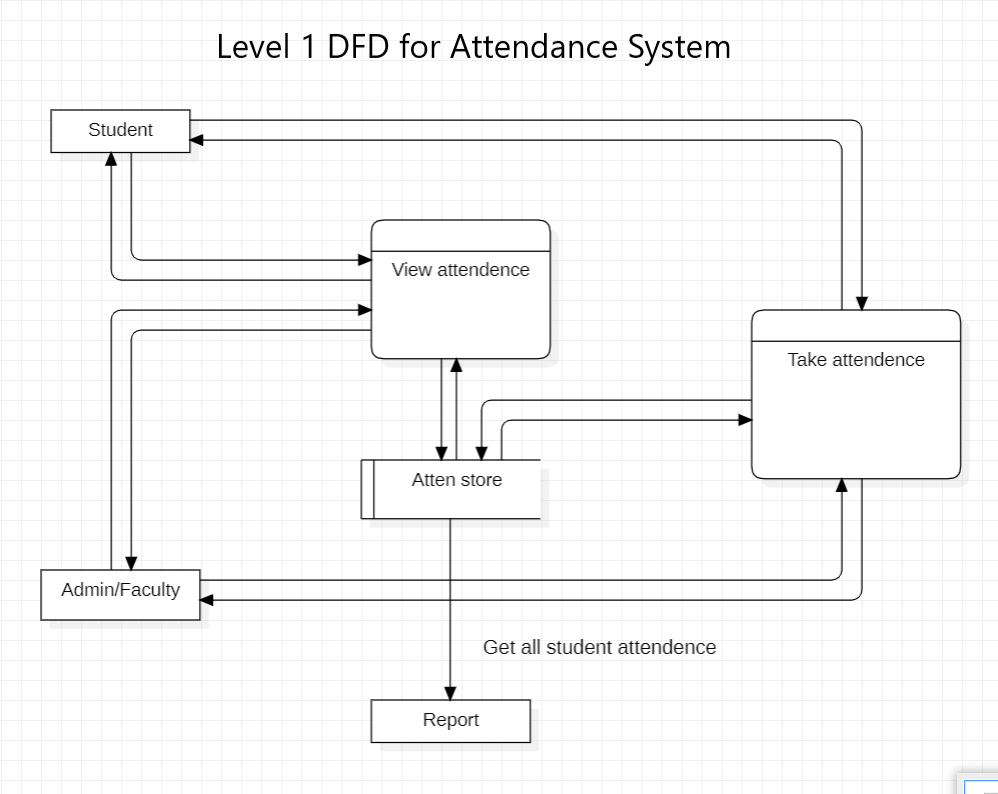 Level 1 DFD for Attendance System
Student
View attendence
Take attendence
Atten store
Admin/Faculty
Get all student attendence
Report